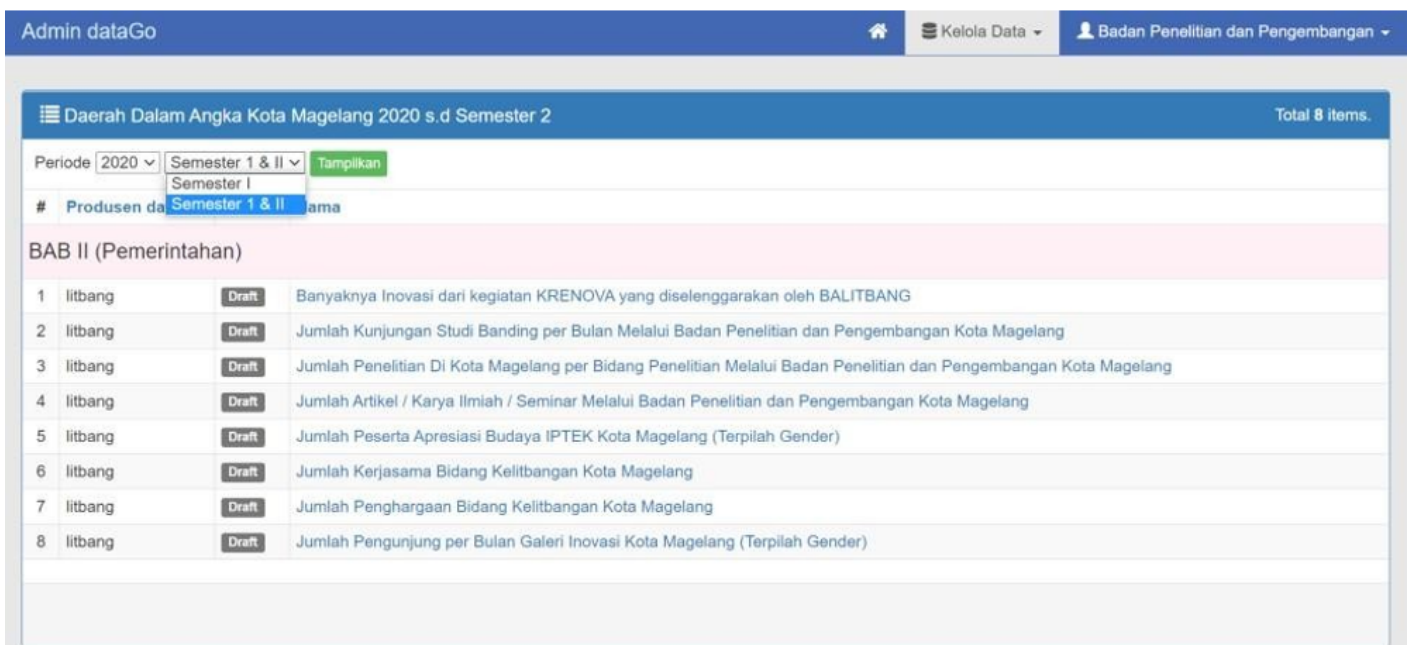 Admin dataGo Kelola Data Badan Penelitian dan Pengembangan
Daerah Dalam Angka Kota Magelang 2020 s.d Semester 2 Total 8 items.
Periode 2020 Semester 1 & II Tampilkan
Semester I
Semester 1 & II
# Produsen da ama
BAB II (Pemerintahan)
1 litbang Draft Banyaknya Inovasi dari kegiatan KRENOVA yang diselenggarakan oleh BALITBANG
2 litbang Draft Jumlah Kunjungan Studi Banding per Bulan Melalui Badan Penelitian dan Pengembangan Kota Magelang
3 litbang Draft Jumlah Penelitian Di Kota Magelang per Bidang Penelitian Melalui Badan Penelitian dan Pengembangan Kota Magelang
4 litbang Draft Jumlah Artikel / Karya Ilmiah / Seminar Melalui Badan Penelitian dan Pengembangan Kota Magelang
5 litbang Draft Jumlah Peserta Apresiasi Budaya IPTEK Kota Magelang (Terpilah Gender)
6 litbang Draft Jumlah Kerjasama Bidang Kelitbangan Kota Magelang
7 litbang Draft Jumlah Penghargaan Bidang Kelitbangan Kota Magelang
8 litbang Draft Jumlah Pengunjung per Bulan Galeri Inovasi Kota Magelang (Terpilah Gender)